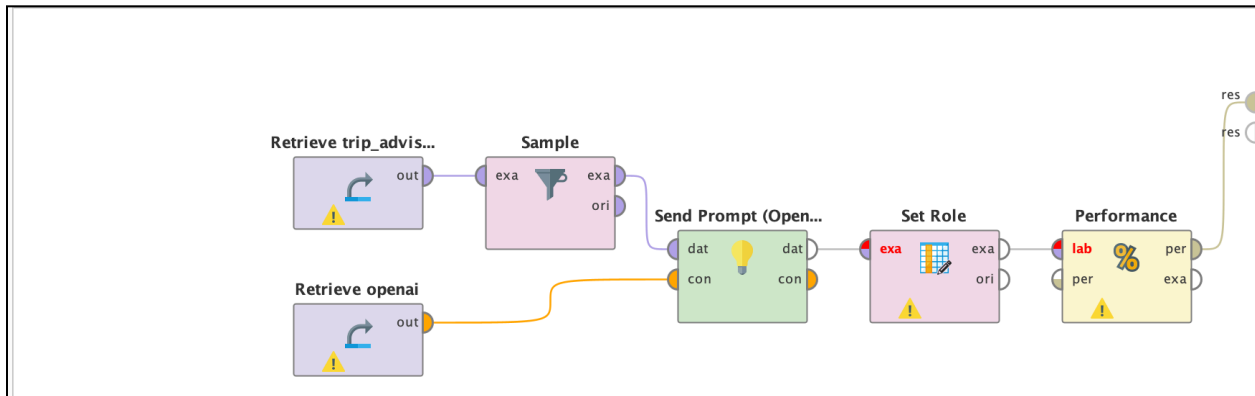 res
res
Retrieve trip_advis...
out
Sample
exa
exa
ori
Send Prompt (Open...
dat
dat
con
con
Set Role
exa
exa
ori
Performance
lab
per
per
exa
%
Retrieve openai
out